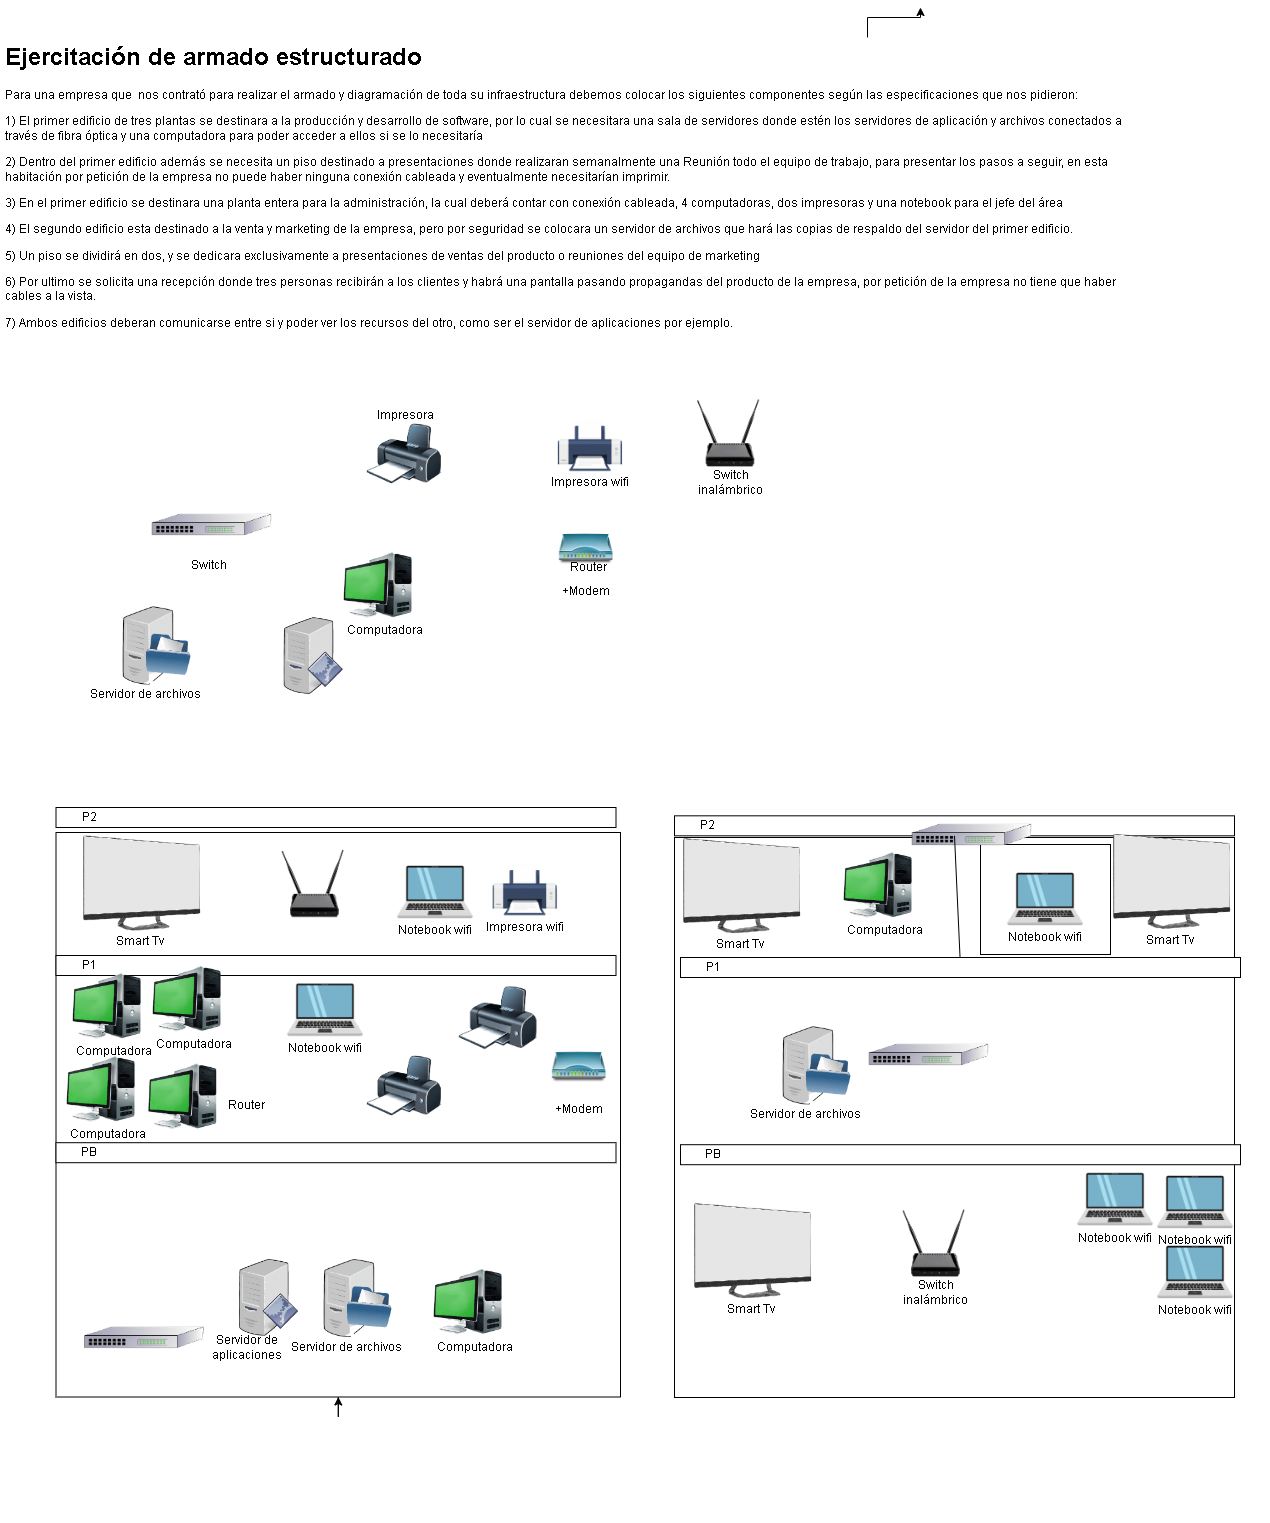 Ejercitación de armado estructurado
Para una empresa que  nos contrató para realizar el armado y diagramación de toda su infraestructura debemos colocar los siguientes componentes según las especificaciones que nos pidieron:
1) El primer edificio de tres plantas se destinara a la producción y desarrollo de software, por lo cual se necesitara una sala de servidores donde estén los servidores de aplicación y archivos conectados a
través de fibra óptica y una computadora para poder acceder a ellos si se lo necesitaría
2) Dentro del primer edificio además se necesita un piso destinado a presentaciones donde realizaran semanalmente una Reunión todo el equipo de trabajo, para presentar los pasos a seguir, en esta
habitación por petición de la empresa no puede haber ninguna conexión cableada y eventualmente necesitarían imprimir.
3) En el primer edificio se destinara una planta entera para la administración, la cual deberá contar con conexión cableada, 4 computadoras, dos impresoras y una notebook para el jefe del área
4) El segundo edificio esta destinado a la venta y marketing de la empresa, pero por seguridad se colocara un servidor de archivos que hará las copias de respaldo del servidor del primer edificio.
5) Un piso se dividirá en dos, y se dedicara exclusivamente a presentaciones de ventas del producto o reuniones del equipo de marketing
6) Por ultimo se solicita una recepción donde tres personas recibirán a los clientes y habrá una pantalla pasando propagandas del producto de la empresa, por petición de la empresa no tiene que haber
cables a la vista.
7) Ambos edificios deberan comunicarse entre si y poder ver los recursos del otro, como ser el servidor de aplicaciones por ejemplo.
Impresora
Impresora wifi
Switch
inalámbrico
Switch
Router
+Modem
Computadora
Servidor de archivos
P2
Smart Tv
Notebook wifi
Impresora wifi
P1
Computadora
Computadora
Notebook wifi
Router
+Modem
Computadora
PB
Servidor de
aplicaciones
Servidor de archivos
Computadora
P2
Smart Tv
Computadora
Notebook wifi
Smart Tv
P1
Servidor de archivos
PB
Notebook wifi
Notebook wifi
Smart Tv
Switch
inalámbrico
Notebook wifi